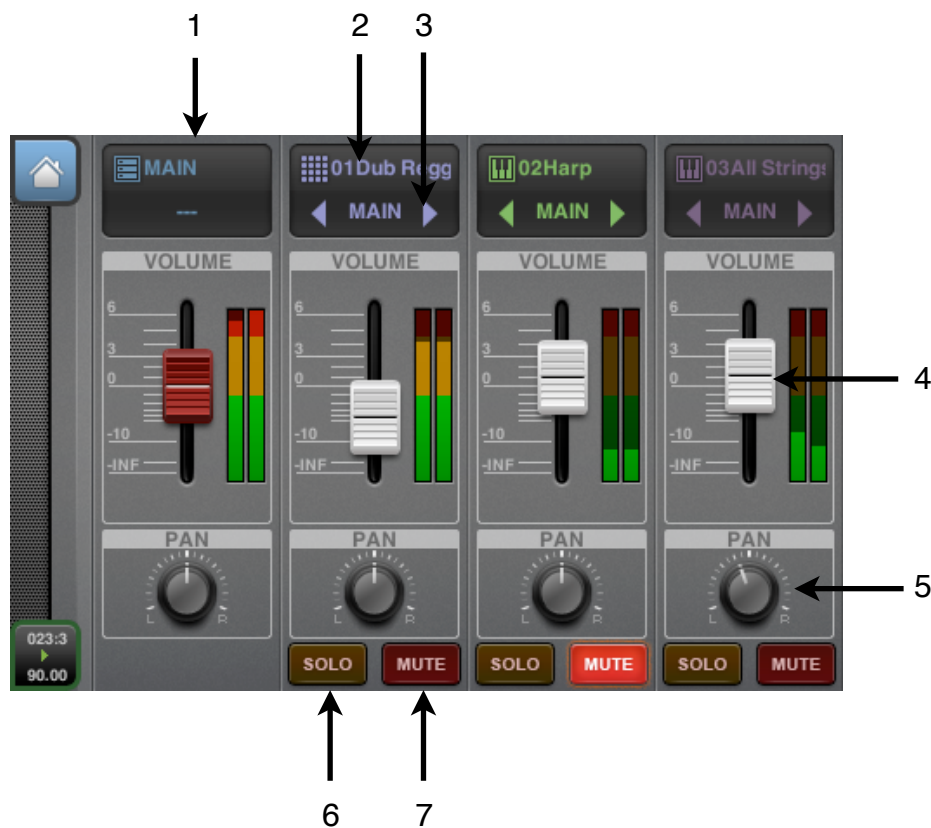 1 2 3
MAIN 01Dub Regg 02Harp 03All Strings
--- MAIN MAIN MAIN
VOLUME VOLUME VOLUME VOLUME
6 6 6 6
3 3 3 3
0 0 0 0
4
-10 -10 -10 -10
-INF -INF -INF -INF
PAN PAN PAN PAN
5
L R L R L R L R
023:3
90.00
SOLO MUTE SOLO MUTE SOLO MUTE
6 7